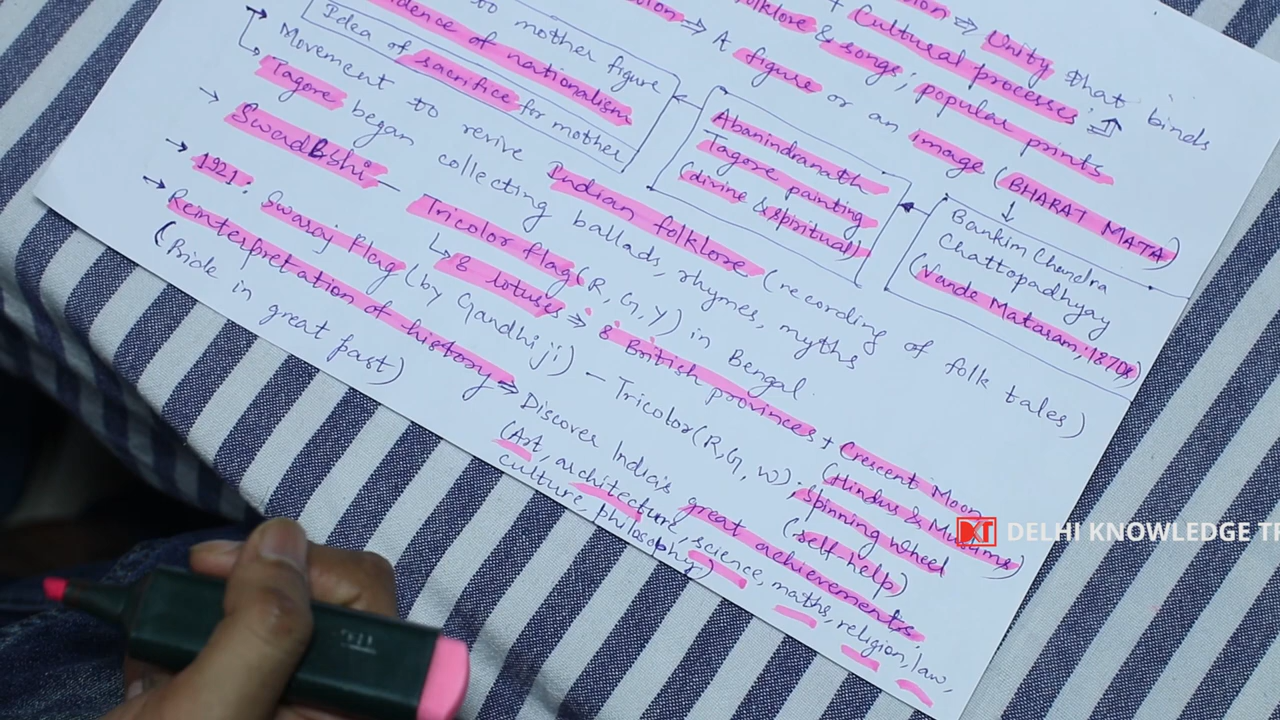 ⇒ Unity that binds
+ Cultural processes :
folklore & songs, popular prints
⇒ A figure or an image (BHARAT MATA)
Bankim Chandra
Chattopadhyay
(Vande Mataram, 1870s)
Abanindranath
Tagore painting
(divine & spiritual)
to mother figure
of nationalism
Idea of sacrifice for mother
→ Movement to revive Indian folklore (recording of folk tales)
Tagore began collecting ballads, rhymes, myths
→ Swadeshi – Tricolor flag (R, G, Y) in Bengal
8 lotuses ⇒ 8 British provinces + Crescent Moon
(Hindus & Muslims)
→ 1921: Swaraj Flag (by Gandhiji) – Tricolor (R, G, W); Spinning Wheel
(self help)
→ Reinterpretation of history ⇒ Discover India's great achievements.
(Pride in great past)
(Art, architecture, science, maths, religion, law,
culture, philosophy)
DELHI KNOWLEDGE